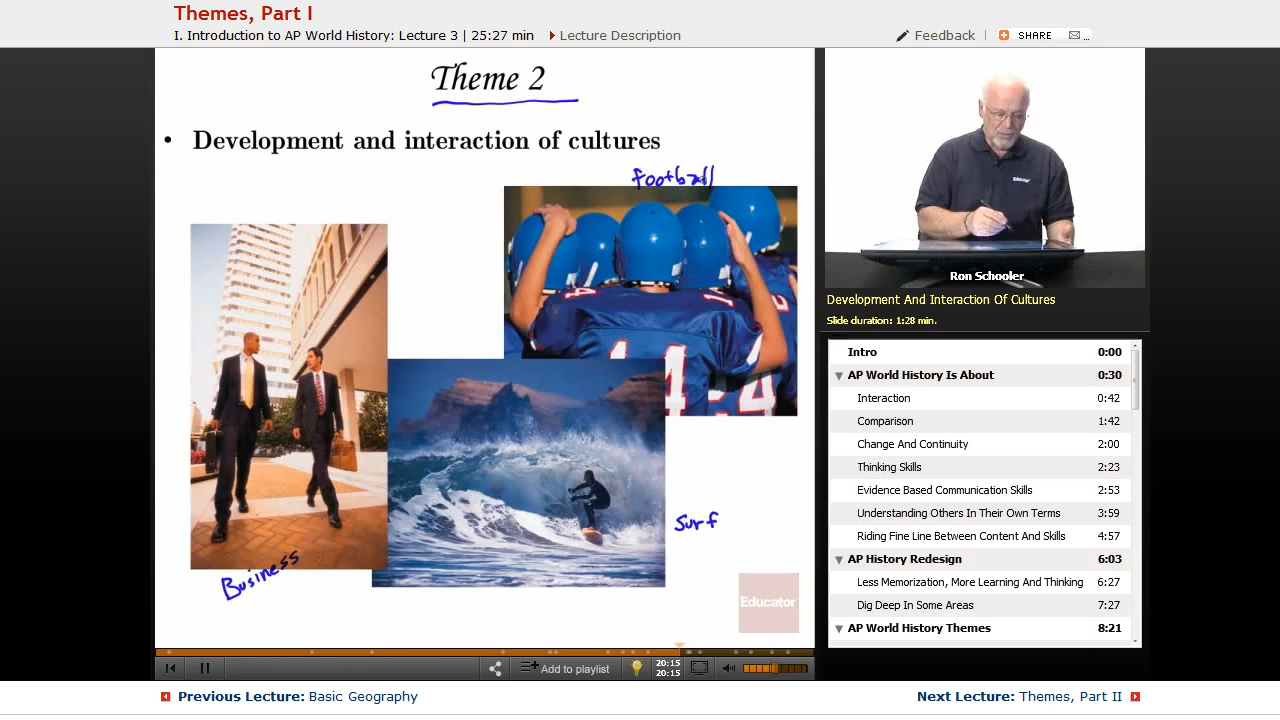 Themes, Part I
I. Introduction to AP World History: Lecture 3 | 25:27 min
Lecture Description
Feedback
SHARE
Theme 2
• Development and interaction of cultures
football
14
surf
Business
Educator
Ron Schooler
Development And Interaction Of Cultures
Slide duration: 1:28 min.
Intro 0:00
AP World History Is About 0:30
Interaction 0:42
Comparison 1:42
Change And Continuity 2:00
Thinking Skills 2:23
Evidence Based Communication Skills 2:53
Understanding Others In Their Own Terms 3:59
Riding Fine Line Between Content And Skills 4:57
AP History Redesign 6:03
Less Memorization, More Learning And Thinking 6:27
Dig Deep In Some Areas 7:27
AP World History Themes 8:21
Add to playlist
20:15
20:15
Previous Lecture: Basic Geography
Next Lecture: Themes, Part II